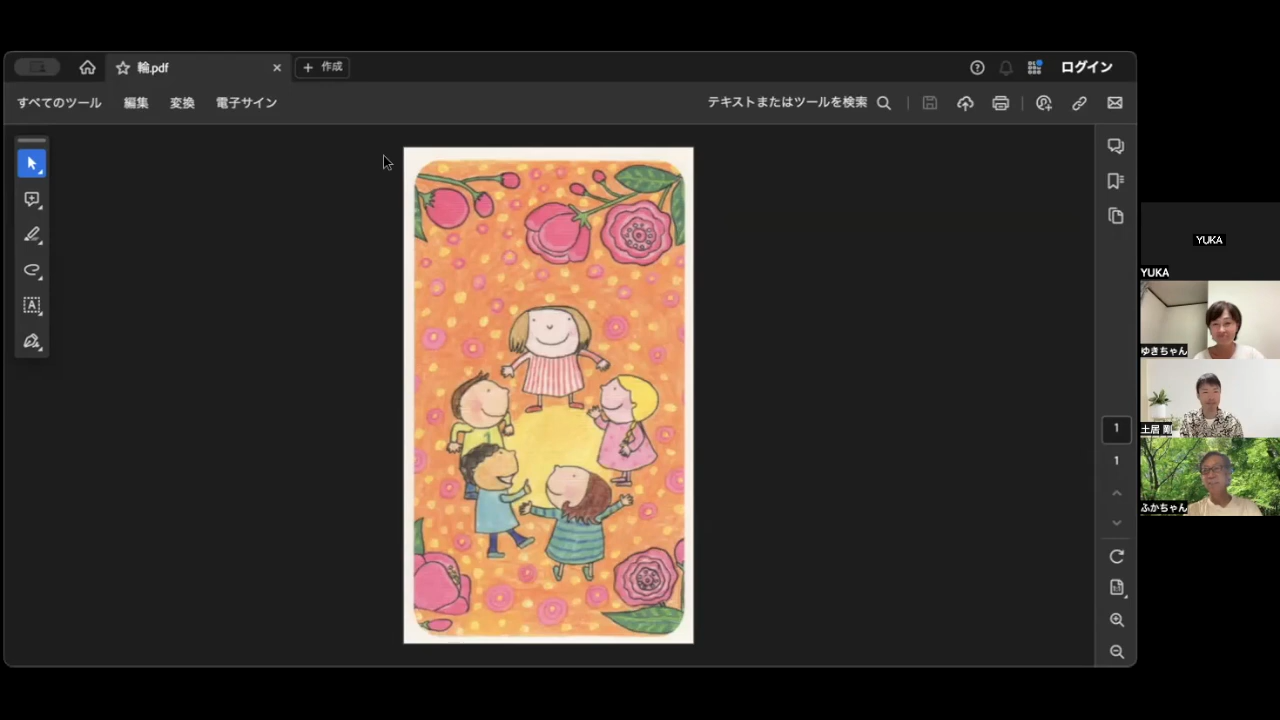 輪.pdf
作成
ログイン
すべてのツール
編集
変換
電子サイン
テキストまたはツールを検索
1
1
YUKA
YUKA
ゆきちゃん
土居 剛
ふかちゃん